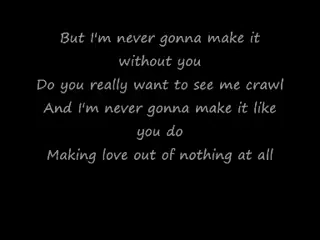 But I'm never gonna make it
without you
Do you really want to see me crawl
And I'm never gonna make it like
you do
Making love out of nothing at all